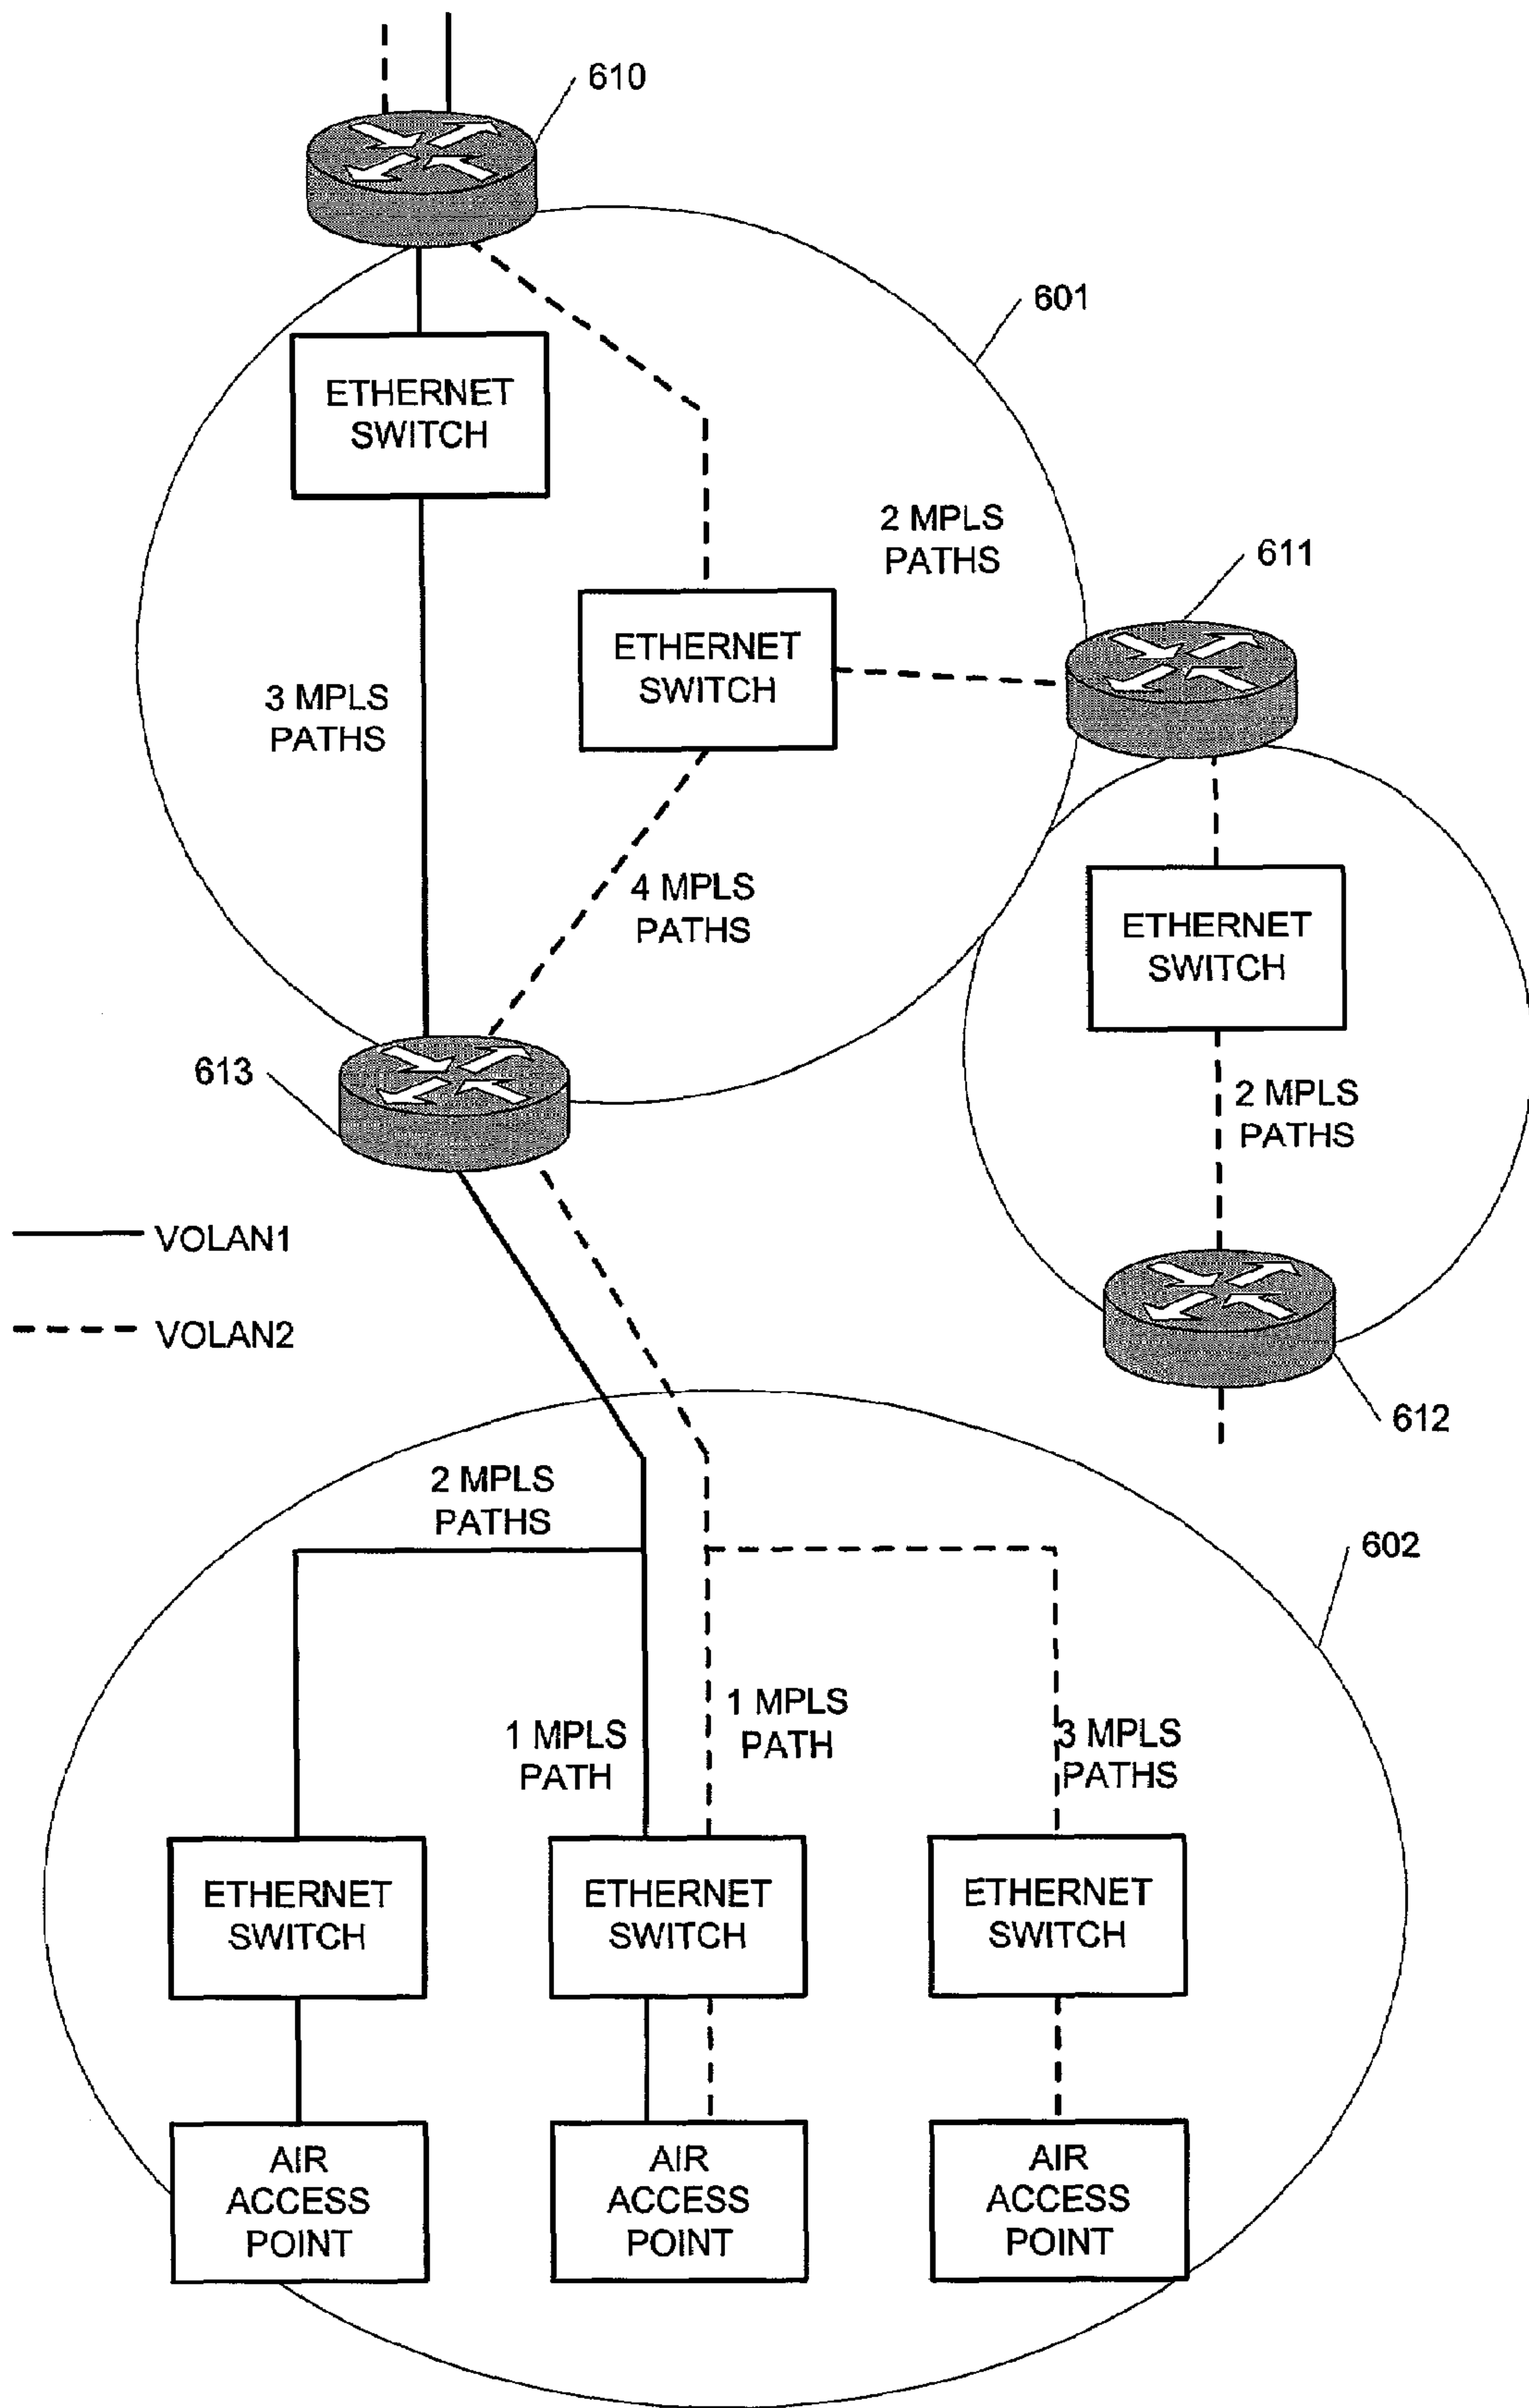 610
601
ETHERNET
SWITCH
2 MPLS
PATHS
611
ETHERNET
SWITCH
3 MPLS
PATHS
4 MPLS
PATHS
ETHERNET
SWITCH
613
2 MPLS
PATHS
VOLAN1
VOLAN2
612
2 MPLS
PATHS
602
1 MPLS
PATH
1 MPLS
PATH
3 MPLS
PATHS
ETHERNET
SWITCH
ETHERNET
SWITCH
ETHERNET
SWITCH
AIR
ACCESS
POINT
AIR
ACCESS
POINT
AIR
ACCESS
POINT